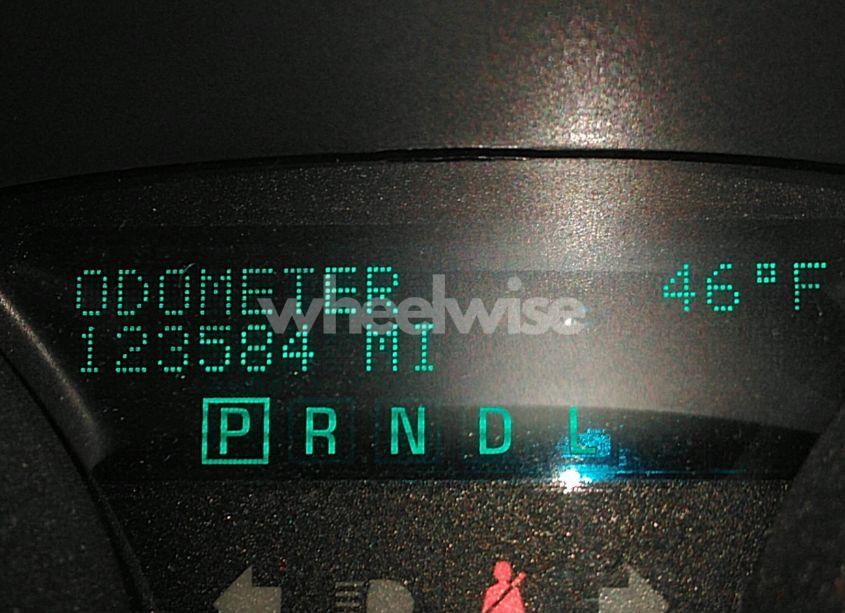 ODOMETER 46°F
wheelwise
123584 MI
P R N D L